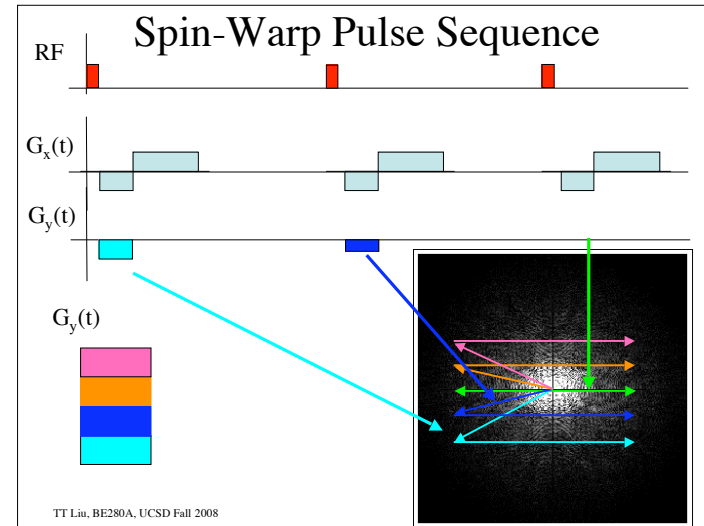 Spin-Warp Pulse Sequence
RF
Gx(t)
Gy(t)
Gy(t)
TT Liu, BE280A, UCSD Fall 2008